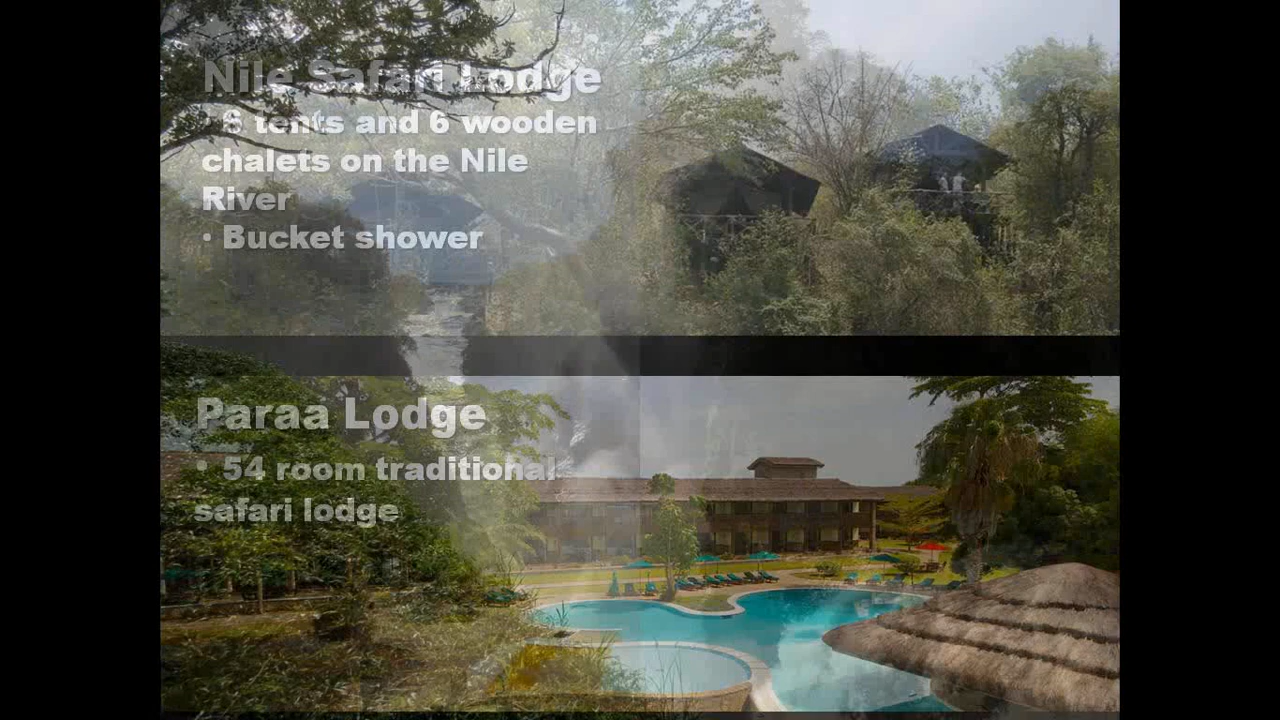 Nile Safari Lodge
• 8 tents and 6 wooden
chalets on the Nile
River
• Bucket shower
Paraa Lodge
• 54 room traditional
safari lodge